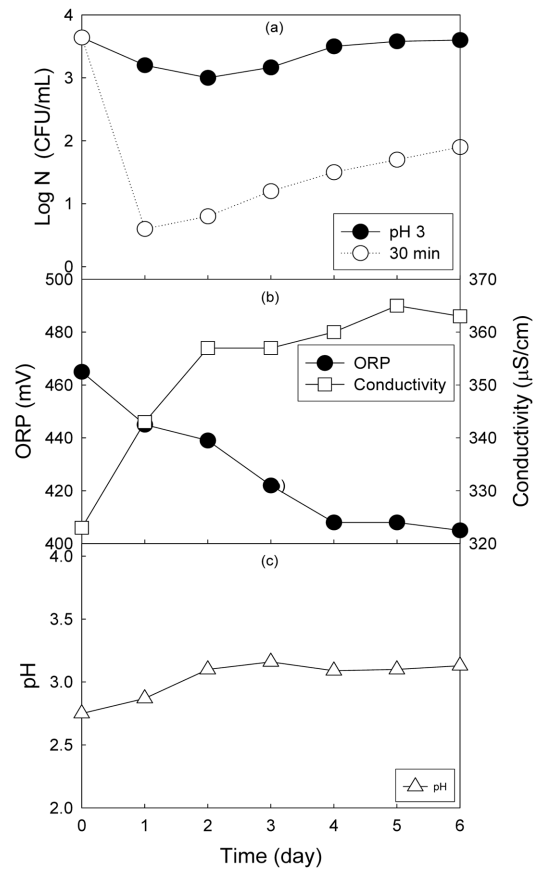 (a)
4
3
2
1
0
Log N (CFU/mL)
pH 3
30 min
(b)
500
480
460
440
420
400
ORP (mV)
370
360
350
340
330
320
Conductivity (μS/cm)
ORP
Conductivity
(c)
4.0
3.5
3.0
2.5
2.0
pH
pH
0 1 2 3 4 5 6
Time (day)